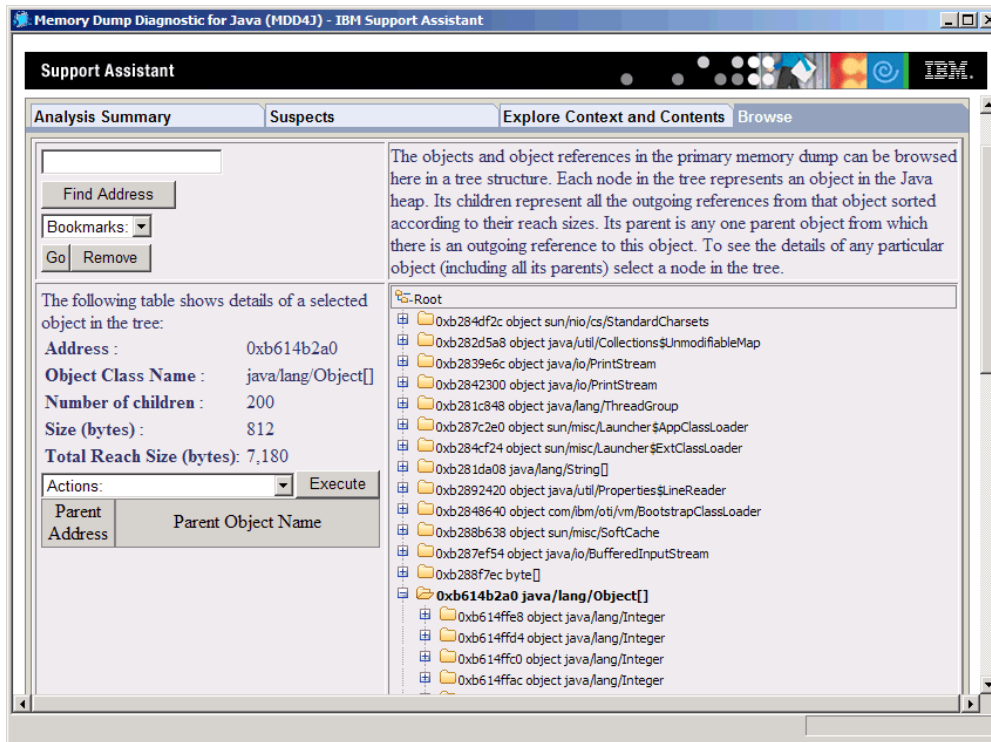 Memory Dump Diagnostic for Java (MDD4J) - IBM Support Assistant
Support Assistant
IBM.
Analysis Summary
Suspects
Explore Context and Contents
Browse
Find Address
Bookmarks:
Go
Remove
The objects and object references in the primary memory dump can be browsed
here in a tree structure. Each node in the tree represents an object in the Java
heap. Its children represent all the outgoing references from that object sorted
according to their reach sizes. Its parent is any one parent object from which
there is an outgoing reference to this object. To see the details of any particular
object (including all its parents) select a node in the tree.
The following table shows details of a selected
object in the tree:
Address : 0xb614b2a0
Object Class Name : java/lang/Object[]
Number of children : 200
Size (bytes) : 812
Total Reach Size (bytes): 7,180
Actions:
Execute
Parent
Address
Parent Object Name
Root
0xb284df2c object sun/nio/cs/StandardCharsets
0xb282d5a8 object java/util/Collections$UnmodifiableMap
0xb2839e6c object java/io/PrintStream
0xb2842300 object java/io/PrintStream
0xb281c848 object java/lang/ThreadGroup
0xb287c2e0 object sun/misc/Launcher$AppClassLoader
0xb284cf24 object sun/misc/Launcher$ExtClassLoader
0xb281da08 java/lang/String[]
0xb2892420 object java/util/Properties$LineReader
0xb2848640 object com/ibm/oti/vm/BootstrapClassLoader
0xb288b638 object sun/misc/SoftCache
0xb287ef54 object java/io/BufferedInputStream
0xb288f7ec byte[]
0xb614b2a0 java/lang/Object[]
0xb614ffe8 object java/lang/Integer
0xb614ffd4 object java/lang/Integer
0xb614ffc0 object java/lang/Integer
0xb614ffac object java/lang/Integer